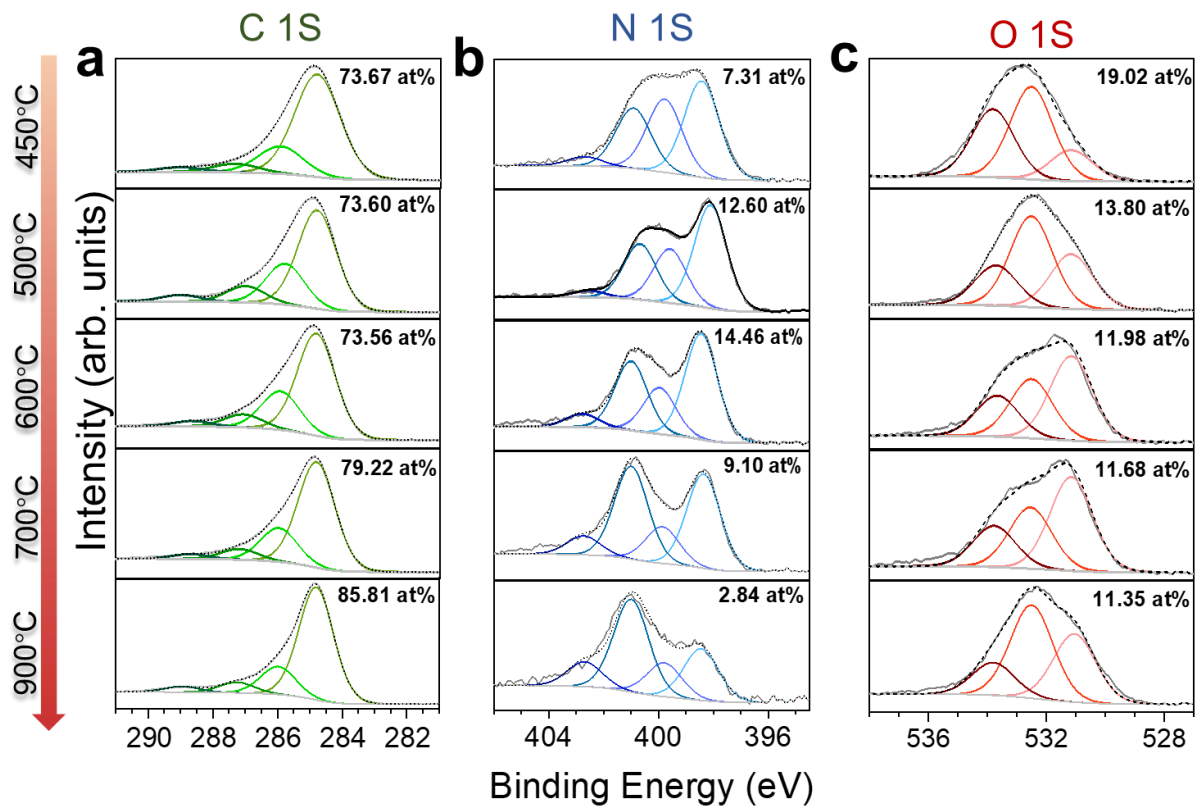 C 1S N 1S O 1S
a b c
450°C 73.67 at% 7.31 at% 19.02 at%
500°C 73.60 at% 12.60 at% 13.80 at%
600°C 73.56 at% 14.46 at% 11.98 at%
700°C 79.22 at% 9.10 at% 11.68 at%
900°C 85.81 at% 2.84 at% 11.35 at%
Intensity (arb. units)
290 288 286 284 282 404 400 396 536 532 528
Binding Energy (eV)